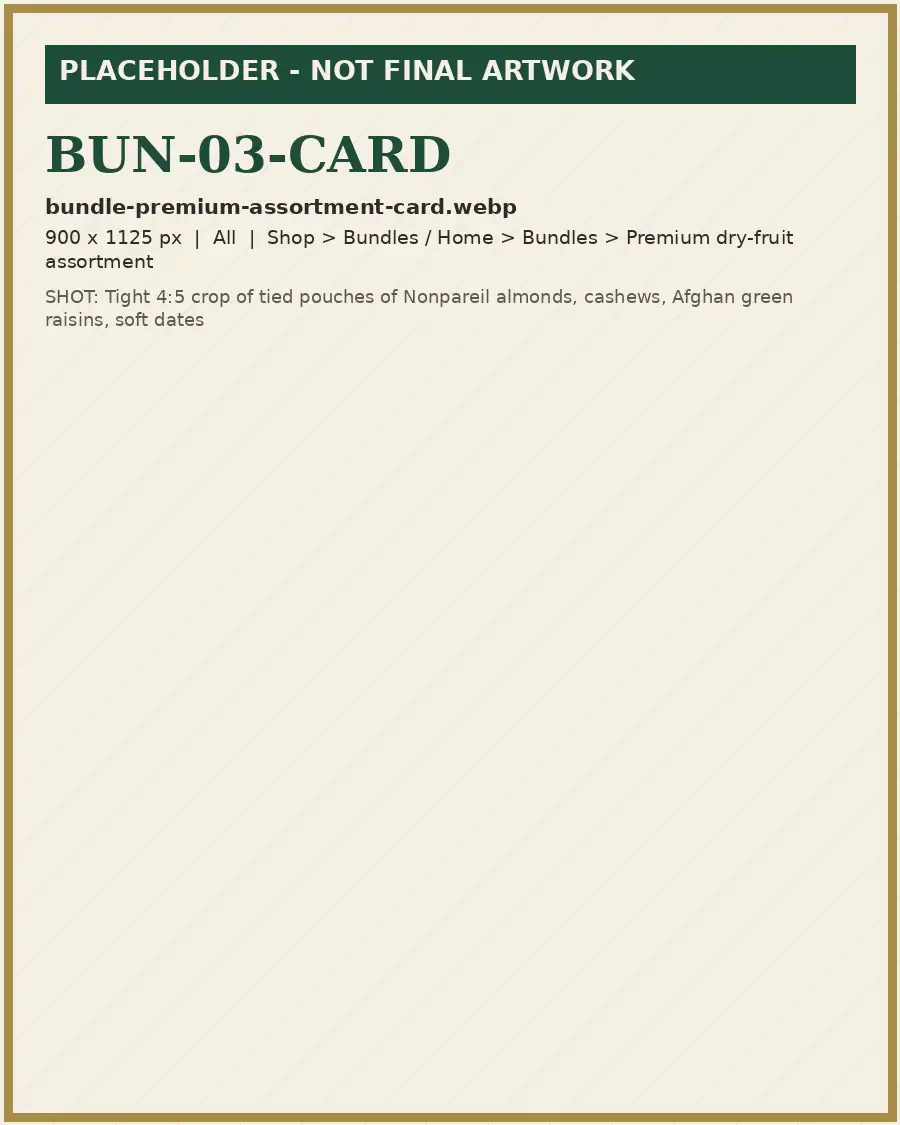 PLACEHOLDER - NOT FINAL ARTWORK
BUN-03-CARD
bundle-premium-assortment-card.webp
900 x 1125 px | All | Shop > Bundles / Home > Bundles > Premium dry-fruit
assortment
SHOT: Tight 4:5 crop of tied pouches of Nonpareil almonds, cashews, Afghan green
raisins, soft dates